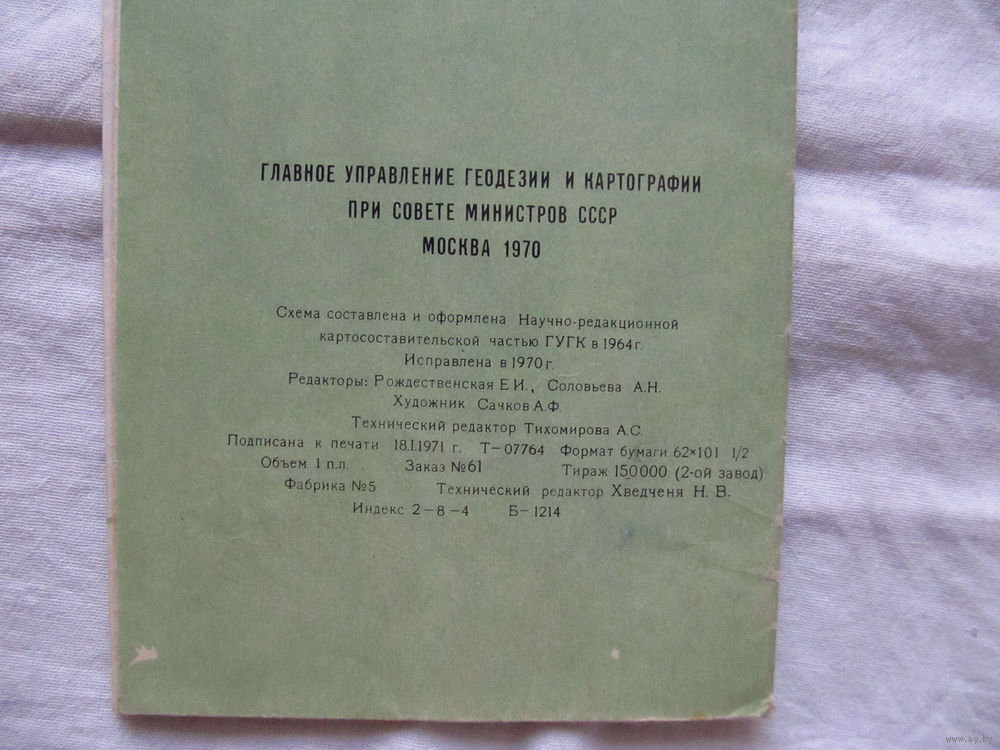 ГЛАВНОЕ УПРАВЛЕНИЕ ГЕОДЕЗИИ И КАРТОГРАФИИ
ПРИ СОВЕТЕ МИНИСТРОВ СССР
МОСКВА 1970
Схема составлена и оформлена Научно-редакционной
картосоставительской частью ГУГК в 1964г.
Исправлена в 1970г.
Редакторы: Рождественская Е.И., Соловьева А.Н.
Художник Сачков А.Ф.
Технический редактор Тихомирова А.С.
Подписана к печати 18.I.1971 г. Т-07764 Формат бумаги 62×101 1/2
Объем 1 п.л. Заказ №61 Тираж 150000 (2-ой завод)
Фабрика №5 Технический редактор Хведченя Н. В.
Индекс 2-8-4 Б-1214
www.ay.by